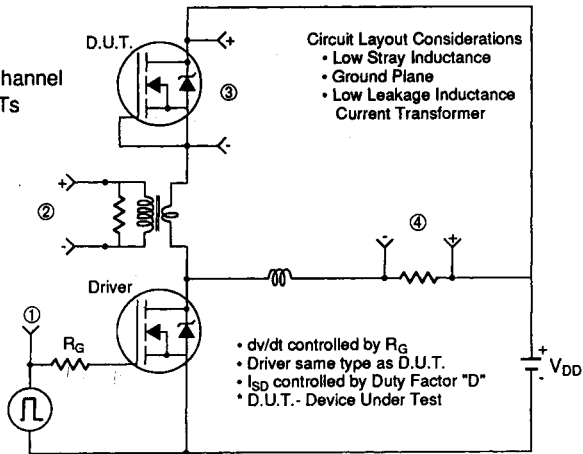 D.U.T.
+
Circuit Layout Considerations
• Low Stray Inductance
• Ground Plane
• Low Leakage Inductance
Current Transformer
hannel
Ts
③
-
+
②
-
④
-
+
Driver
①
R_G
• dv/dt controlled by R_G
• Driver same type as D.U.T.
• I_SD controlled by Duty Factor "D"
* D.U.T.- Device Under Test
+
V_DD
-